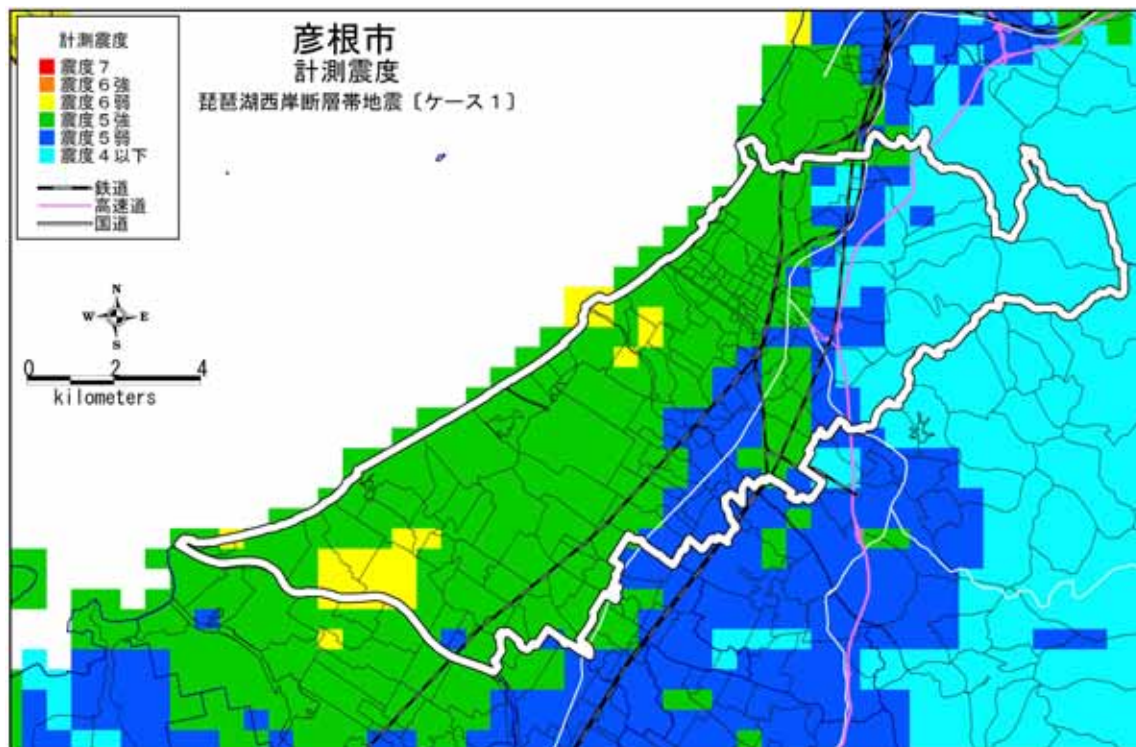 計測震度
震度7
震度6強
震度6弱
震度5強
震度5弱
震度4以下
鉄道
高速道
国道
彦根市
計測震度
琵琶湖西岸断層帯地震〔ケース1〕
N
W E
S
0 2 4
kilometers